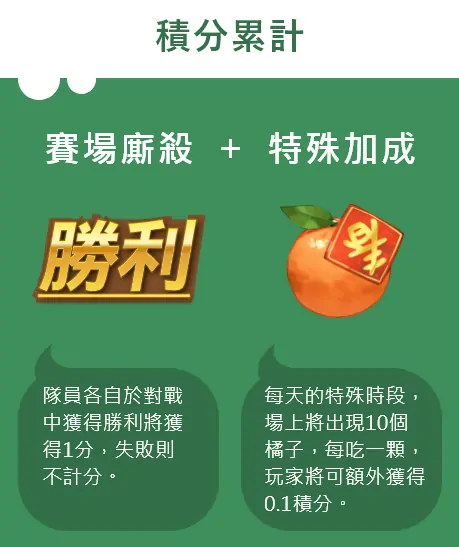 積分累計
賽場廝殺 + 特殊加成
勝利
春
隊員各自於對戰
中獲得勝利將獲
得1分，失敗則
不計分。
每天的特殊時段，
場上將出現10個
橘子，每吃一顆，
玩家將可額外獲得
0.1積分。